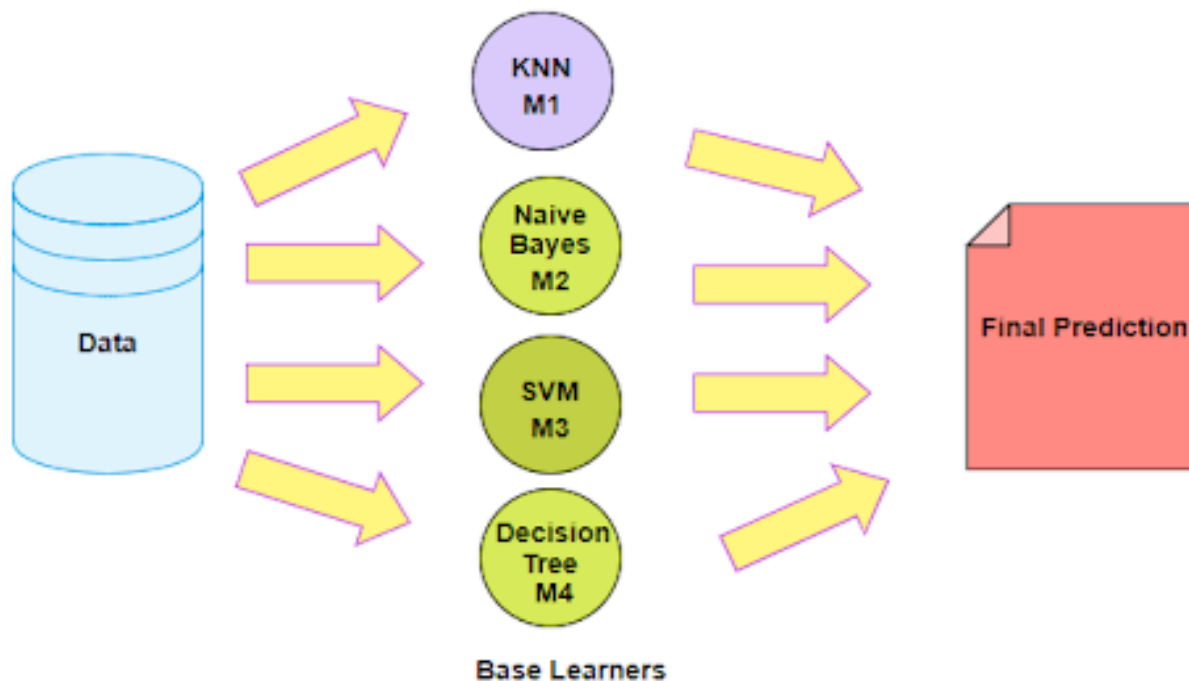 KNN
M1
Naive
Bayes
M2
Data
SVM
M3
Final Prediction
Decision
Tree
M4
Base Learners